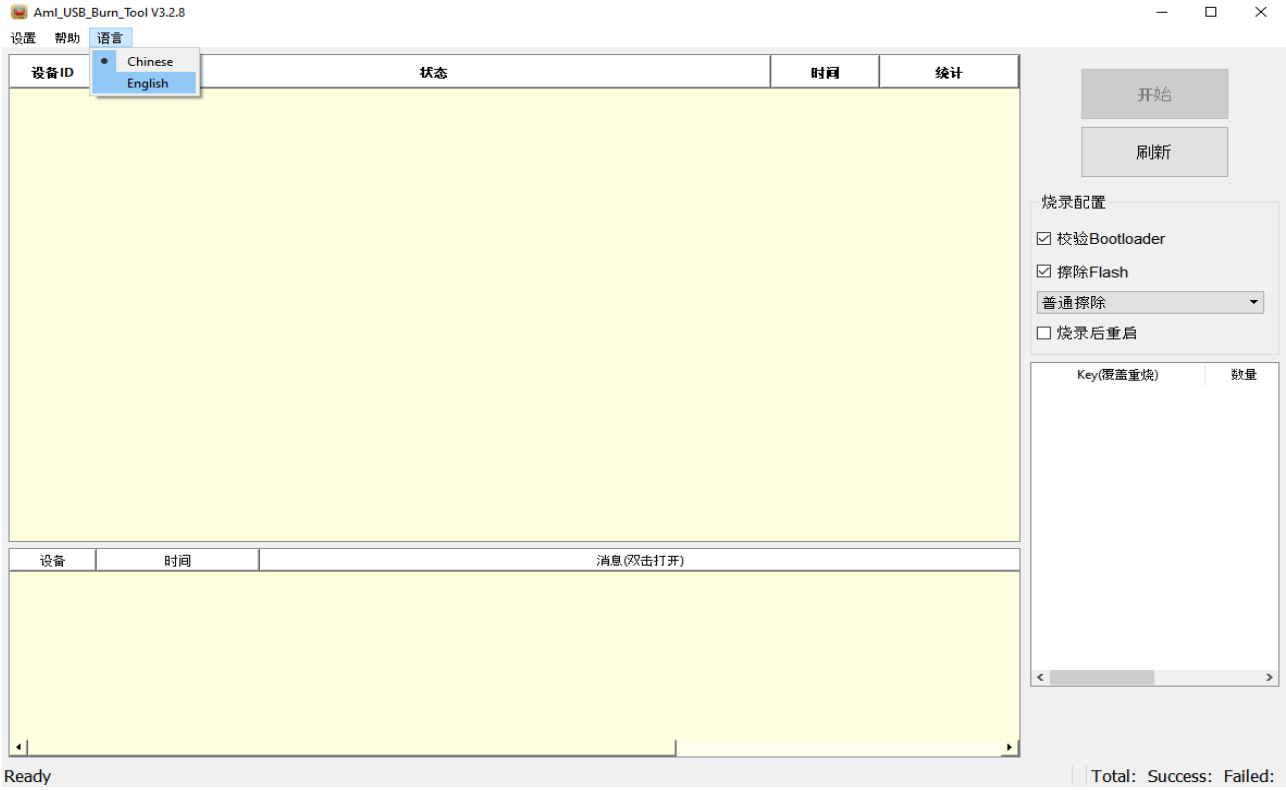 Aml_USB_Burn_Tool V3.2.8
设置 帮助 语言
Chinese
English
设备ID 状态 时间 统计
开始
刷新
烧录配置
校验Bootloader
擦除Flash
普通擦除
烧录后重启
Key(覆盖重烧) 数量
设备 时间 消息(双击打开)
Ready Total: Success: Failed: